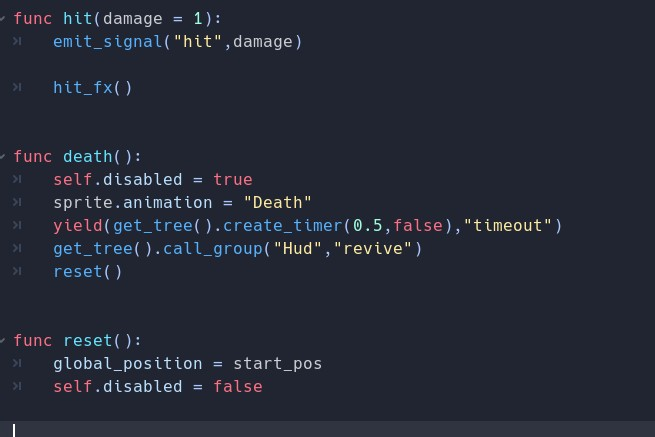 func hit(damage = 1):
emit_signal("hit",damage)
hit_fx()
func death():
self.disabled = true
sprite.animation = "Death"
yield(get_tree().create_timer(0.5,false),"timeout")
get_tree().call_group("Hud","revive")
reset()
func reset():
global_position = start_pos
self.disabled = false